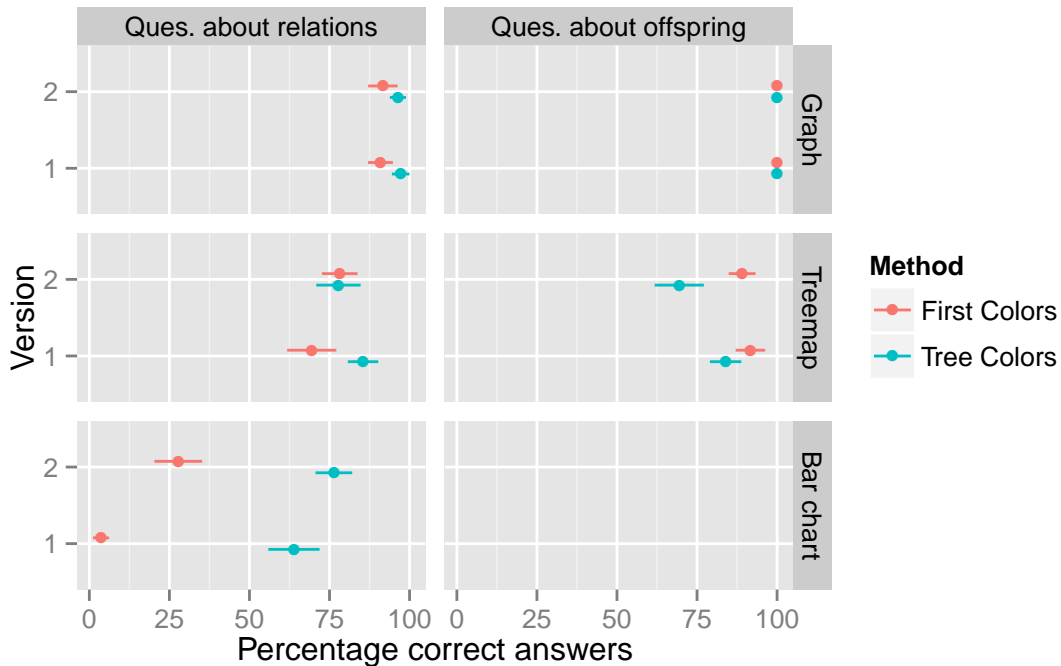 Ques. about relations
Ques. about offspring
2
1
Graph
2
1
Treemap
2
1
Bar chart
Version
0 25 50 75 100
0 25 50 75 100
Percentage correct answers
Method
First Colors
Tree Colors